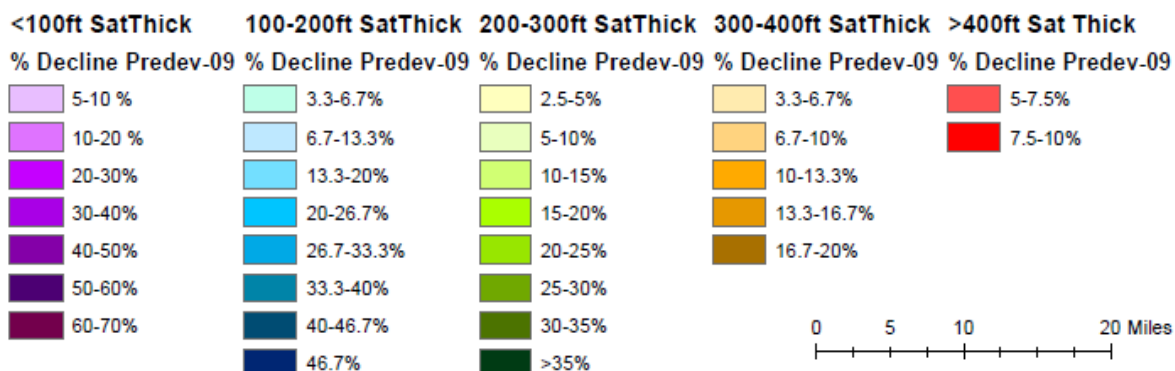 <100ft SatThick 100-200ft SatThick 200-300ft SatThick 300-400ft SatThick >400ft Sat Thick
% Decline Predev-09 % Decline Predev-09 % Decline Predev-09 % Decline Predev-09 % Decline Predev-09
5-10 % 3.3-6.7% 2.5-5% 3.3-6.7% 5-7.5%
10-20 % 6.7-13.3% 5-10% 6.7-10% 7.5-10%
20-30% 13.3-20% 10-15% 10-13.3%
30-40% 20-26.7% 15-20% 13.3-16.7%
40-50% 26.7-33.3% 20-25% 16.7-20%
50-60% 33.3-40% 25-30%
60-70% 40-46.7% 30-35% 0 5 10 20 Miles
46.7% >35%